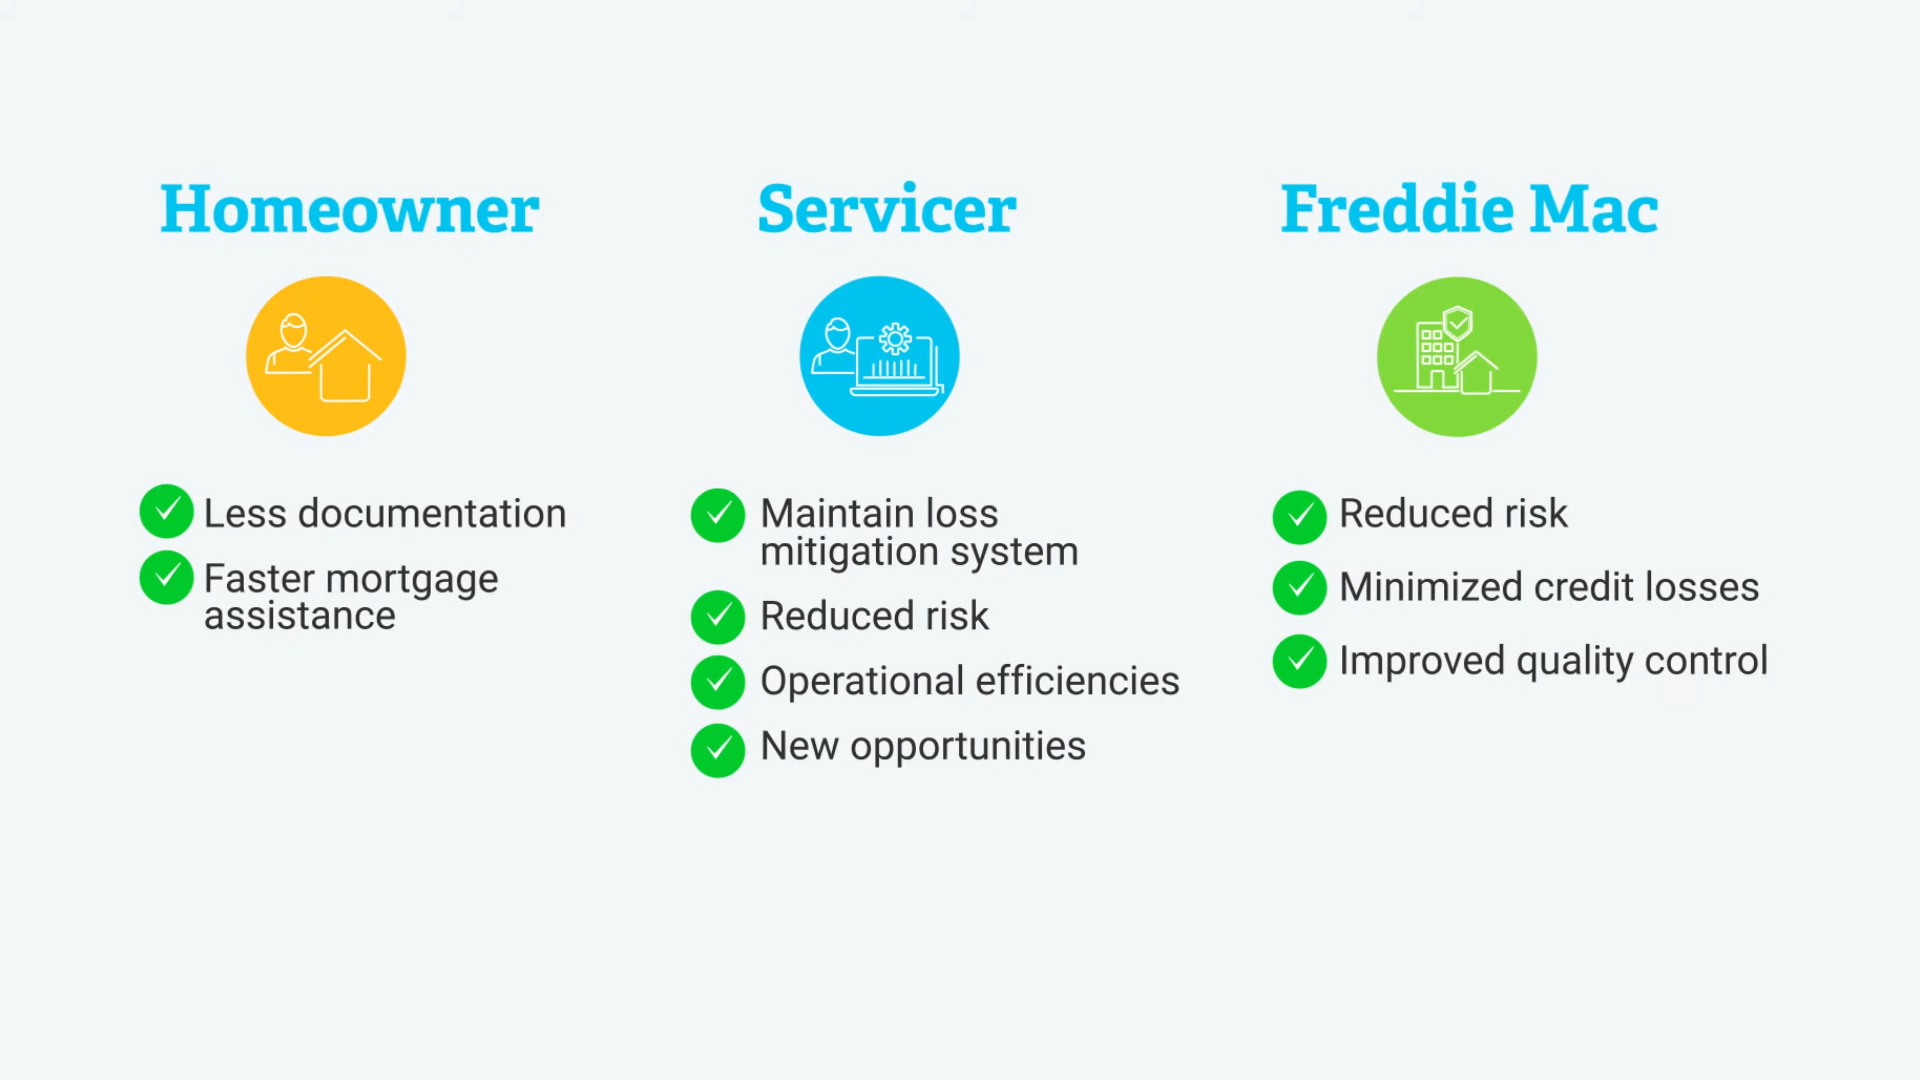 Homeowner
Less documentation
Faster mortgage
assistance
Servicer
Maintain loss
mitigation system
Reduced risk
Operational efficiencies
New opportunities
Freddie Mac
Reduced risk
Minimized credit losses
Improved quality control